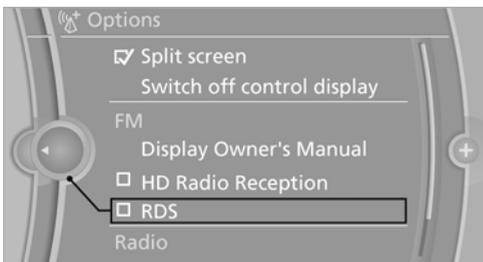 Options
Split screen
Switch off control display
FM
Display Owner's Manual
HD Radio Reception
RDS
Radio